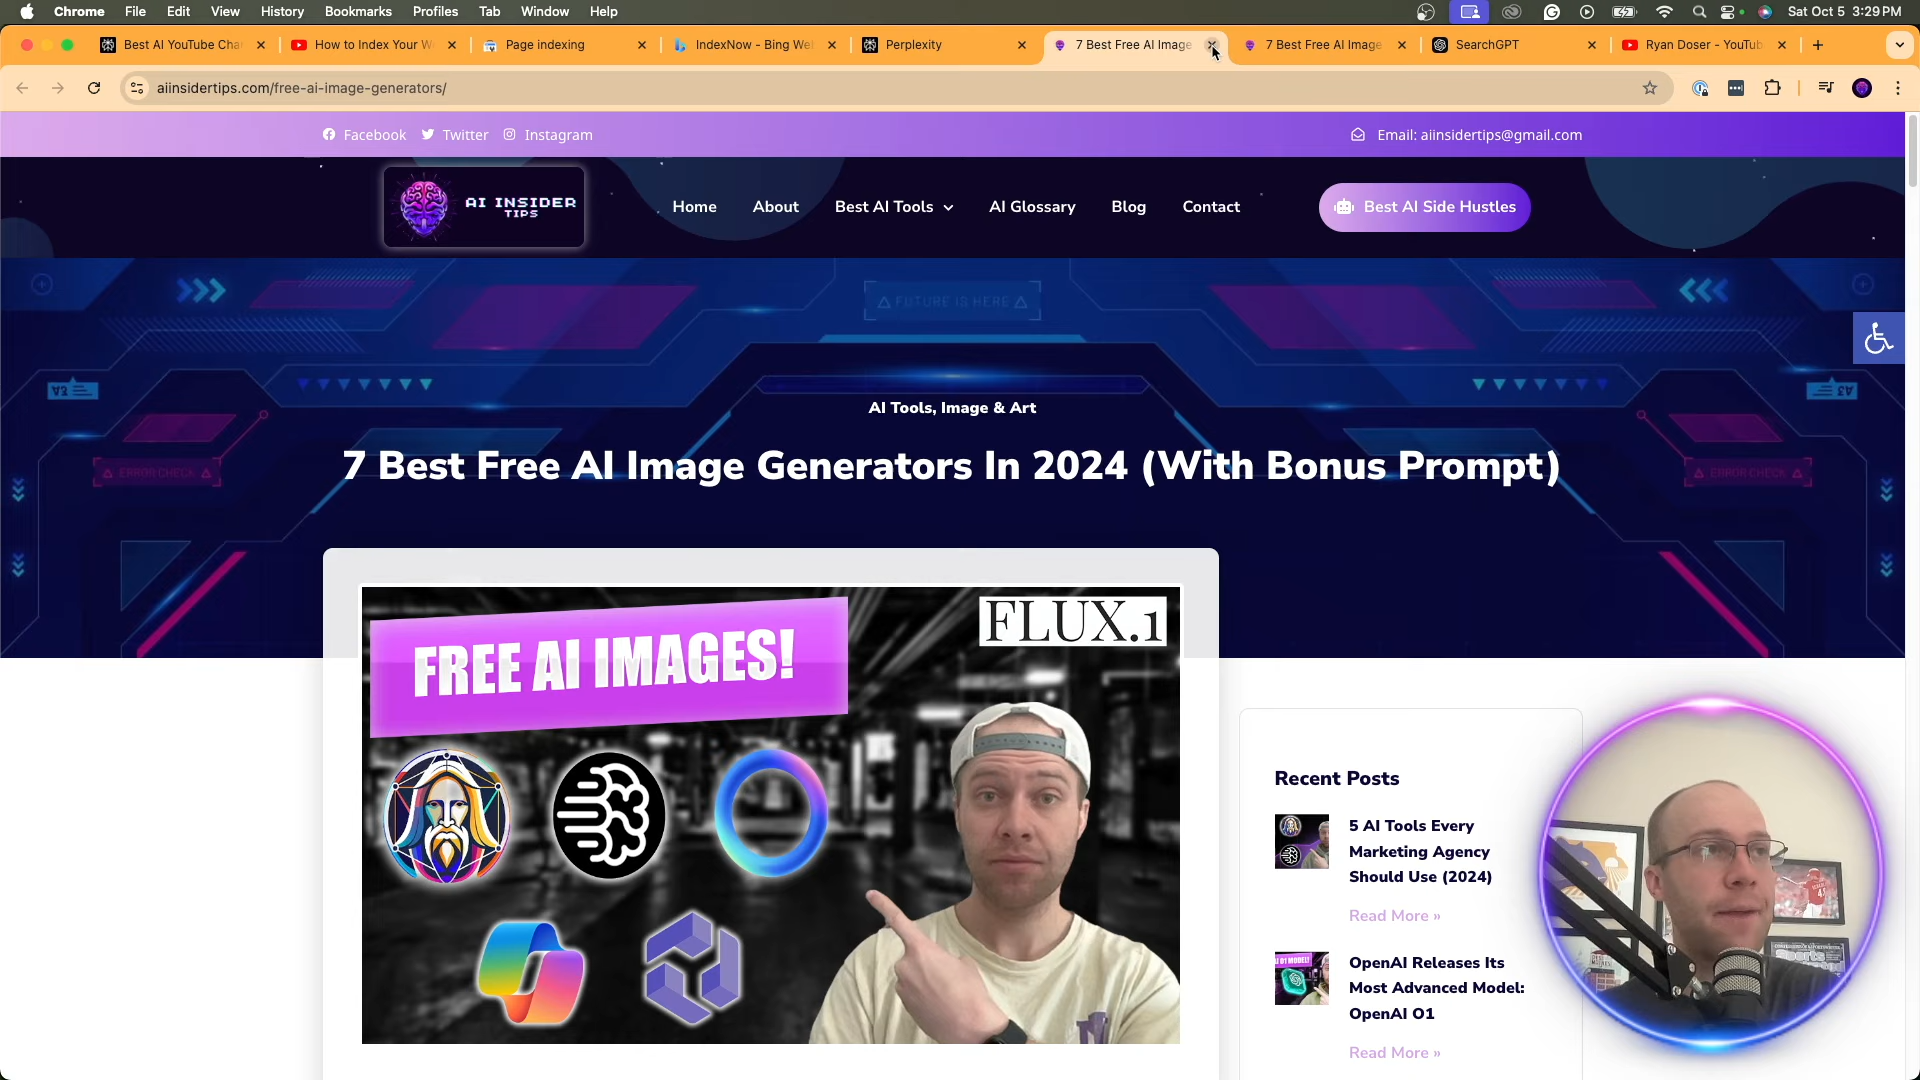 Chrome File Edit View History Bookmarks Profiles Tab Window Help Sat Oct 5 3:29 PM
Best AI YouTube Cha How to Index Your W Page indexing IndexNow - Bing We Perplexity 7 Best Free AI Image 7 Best Free AI Image SearchGPT Ryan Doser - YouTub
aiinsidertips.com/free-ai-image-generators/
Facebook Twitter Instagram Email: aiinsidertips@gmail.com
AI INSIDER
TIPS
Home About Best AI Tools AI Glossary Blog Contact Best AI Side Hustles
FUTURE IS HERE
ERROR CHECK
ERROR CHECK
AI Tools, Image & Art
7 Best Free AI Image Generators In 2024 (With Bonus Prompt)
FREE AI IMAGES!
FLUX.1
Recent Posts
5 AI Tools Every
Marketing Agency
Should Use (2024)
Read More »
OpenAI Releases Its
Most Advanced Model:
OpenAI O1
Read More »